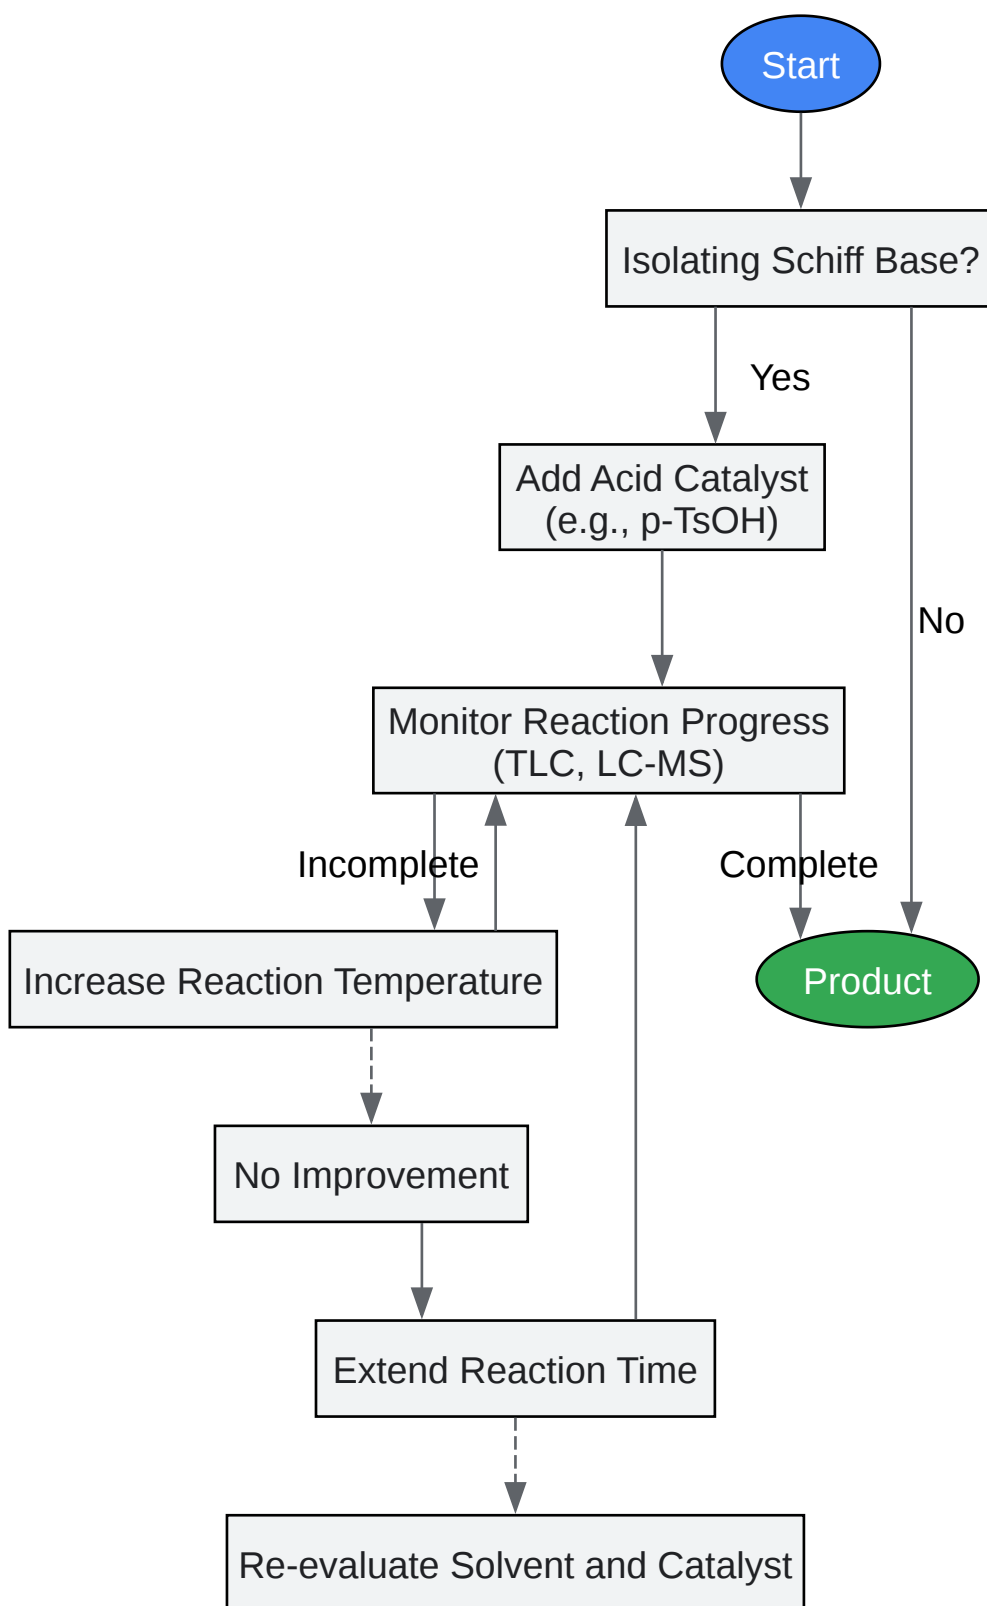 Start
Isolating Schiff Base?
Yes
Add Acid Catalyst
(e.g., p-TsOH)
No
Monitor Reaction Progress
(TLC, LC-MS)
Incomplete
Complete
Increase Reaction Temperature
Product
No Improvement
Extend Reaction Time
Re-evaluate Solvent and Catalyst